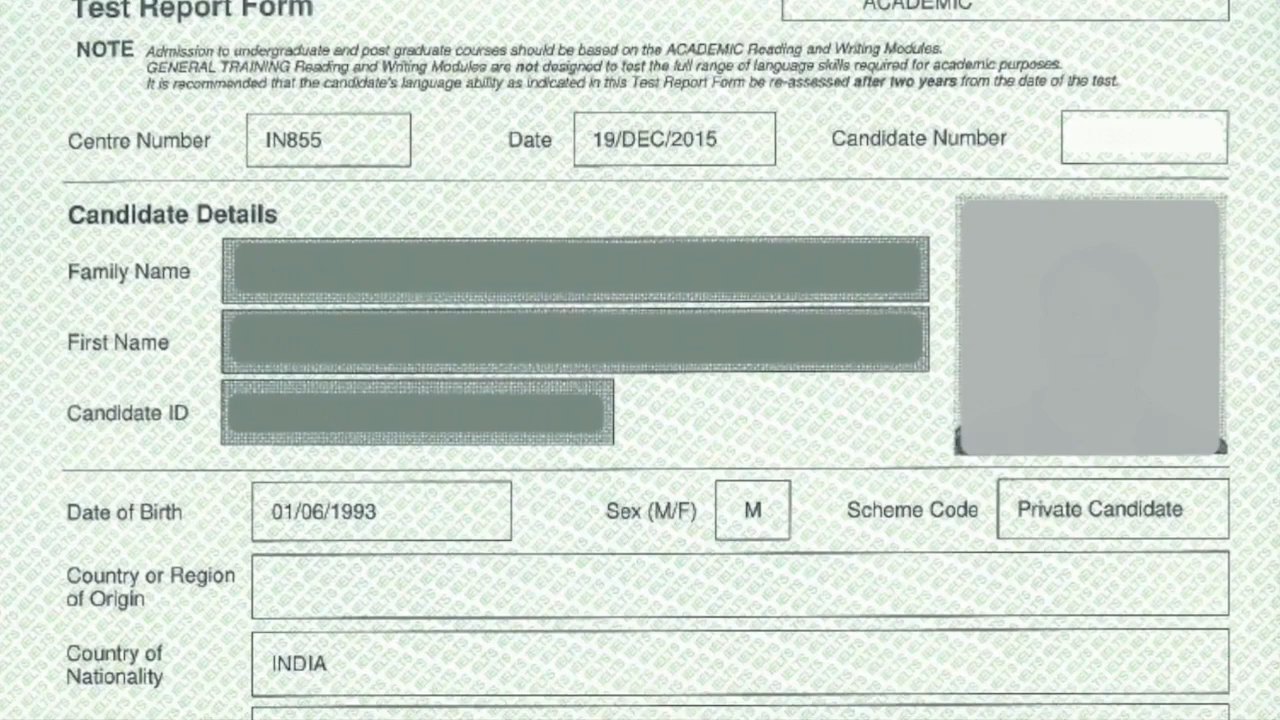 Test Report Form
ACADEMIC
NOTE Admission to undergraduate and post graduate courses should be based on the ACADEMIC Reading and Writing Modules.
GENERAL TRAINING Reading and Writing Modules are not designed to test the full range of language skills required for academic purposes.
It is recommended that the candidate's language ability as indicated in this Test Report Form be re-assessed after two years from the date of the test.
Centre Number IN855 Date 19/DEC/2015 Candidate Number
Candidate Details
Family Name
First Name
Candidate ID
Date of Birth 01/06/1993 Sex (M/F) M Scheme Code Private Candidate
Country or Region
of Origin
Country of
Nationality
INDIA